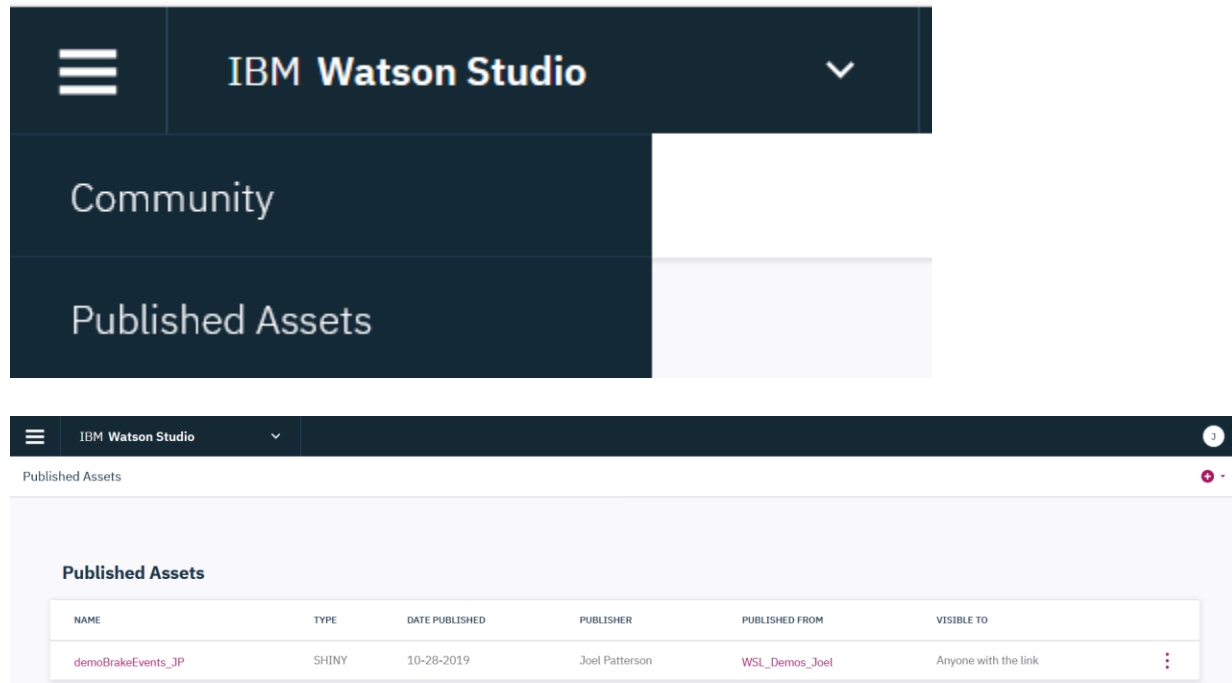 IBM Watson Studio
Community
Published Assets
IBM Watson Studio
J
Published Assets
Published Assets
NAME TYPE DATE PUBLISHED PUBLISHER PUBLISHED FROM VISIBLE TO
demoBrakeEvents_JP SHINY 10-28-2019 Joel Patterson WSL_Demos_Joel Anyone with the link